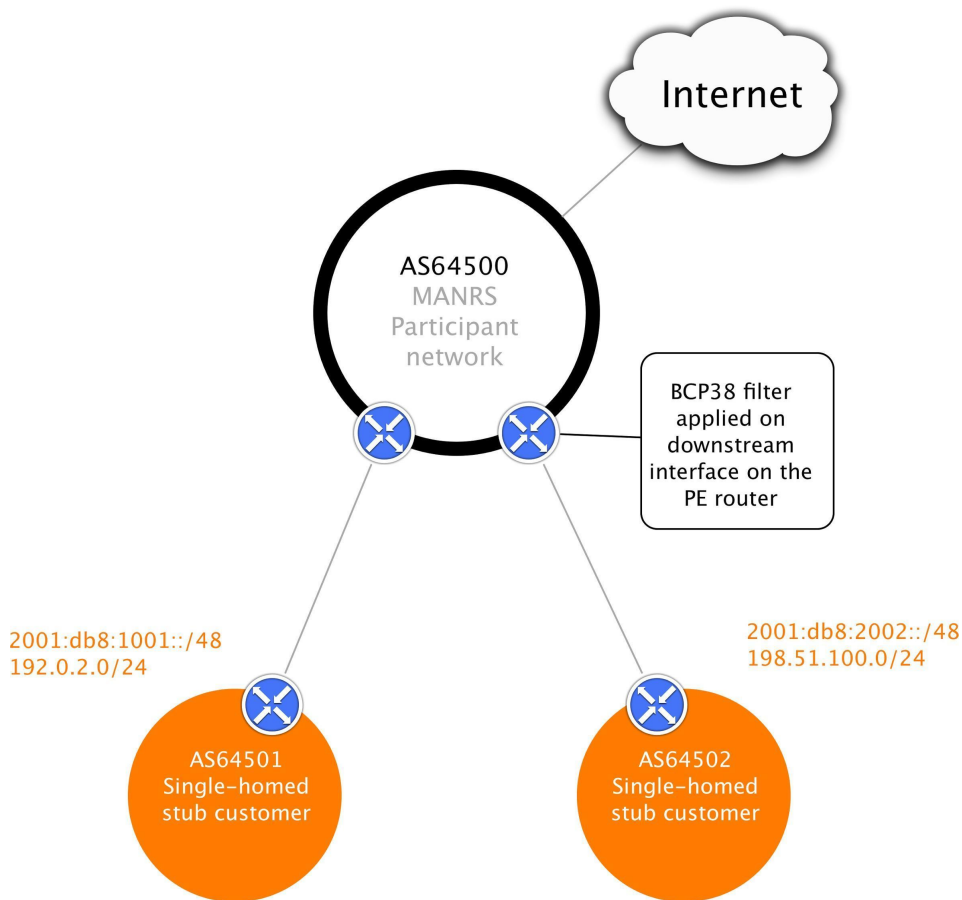 Internet
AS64500
MANRS
Participant
network
BCP38 filter
applied on
downstream
interface on the
PE router
2001:db8:1001::/48
192.0.2.0/24
2001:db8:2002::/48
198.51.100.0/24
AS64501
Single-homed
stub customer
AS64502
Single-homed
stub customer